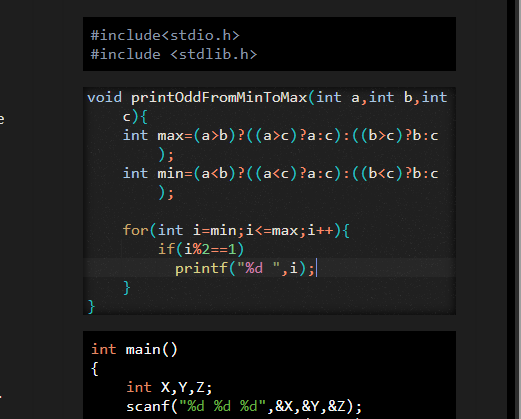 #include<stdio.h>
#include <stdlib.h>
void printOddFromMinToMax(int a,int b,int
c){
int max=(a>b)?((a>c)?a:c):((b>c)?b:c
);
int min=(a<b)?((a<c)?a:c):((b<c)?b:c
);
for(int i=min;i<=max;i++){
if(i%2==1)
printf("%d ",i);
}
}
e
int main()
{
int X,Y,Z;
scanf("%d %d %d",&X,&Y,&Z);